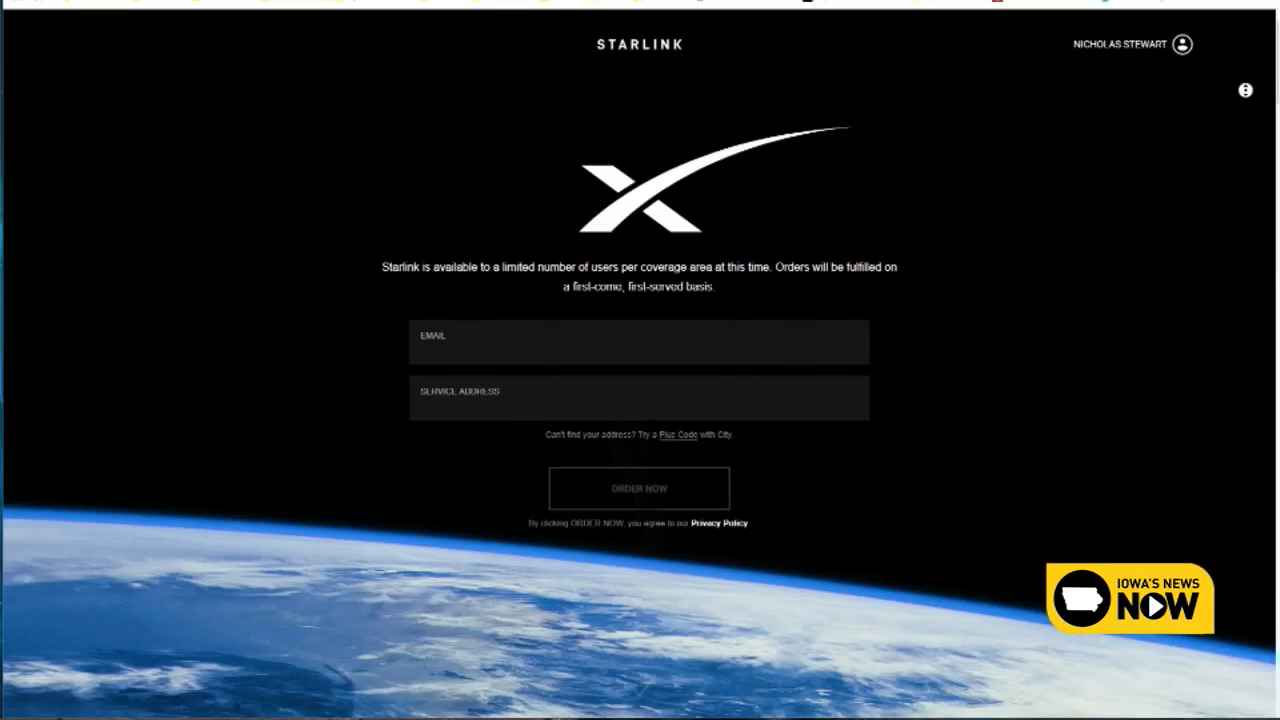 STARLINK
NICHOLAS STEWART
Starlink is available to a limited number of users per coverage area at this time. Orders will be fulfilled on
a first-come, first-served basis.
EMAIL
SERVICE ADDRESS
Can't find your address? Try a Plus Code with City.
ORDER NOW
By clicking ORDER NOW, you agree to our Privacy Policy
IOWA'S NEWS
NOW